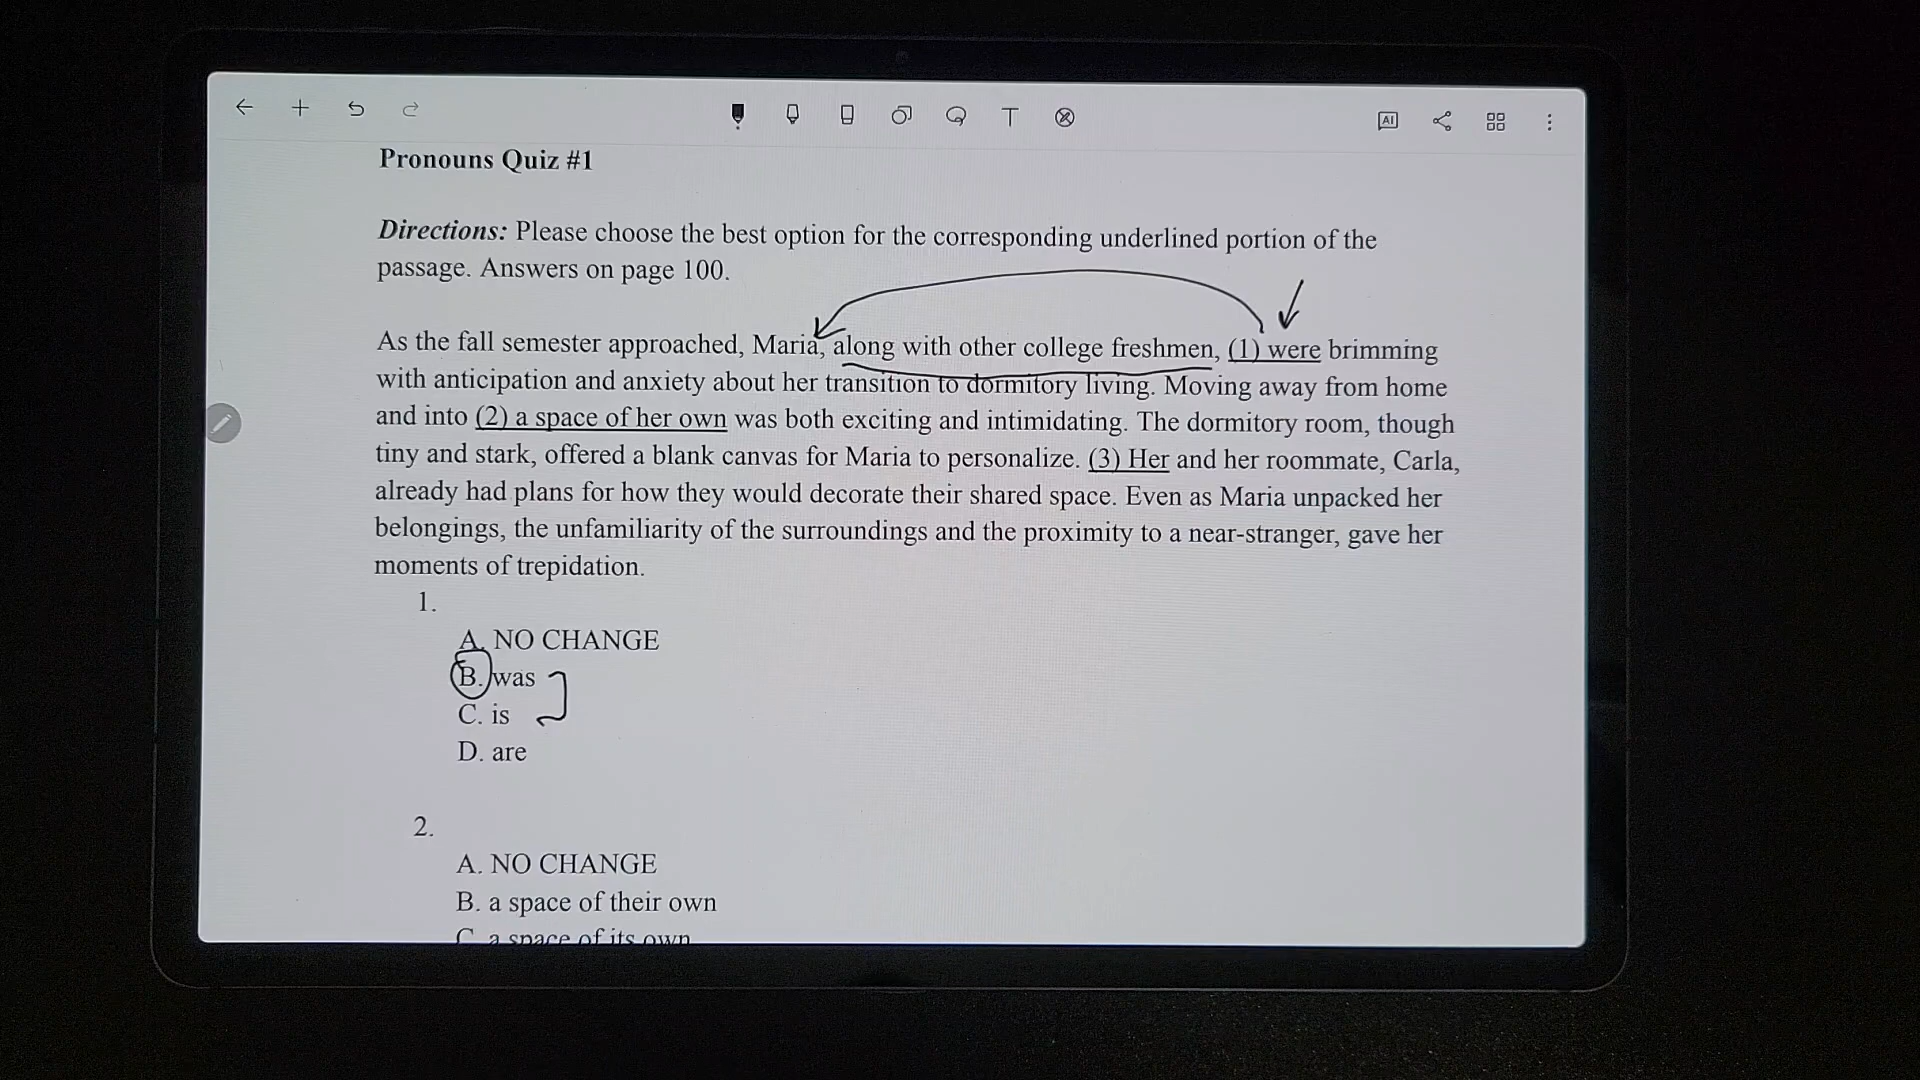 Pronouns Quiz #1
Directions: Please choose the best option for the corresponding underlined portion of the
passage. Answers on page 100.
As the fall semester approached, Maria, along with other college freshmen, (1) were brimming
with anticipation and anxiety about her transition to dormitory living. Moving away from home
and into (2) a space of her own was both exciting and intimidating. The dormitory room, though
tiny and stark, offered a blank canvas for Maria to personalize. (3) Her and her roommate, Carla,
already had plans for how they would decorate their shared space. Even as Maria unpacked her
belongings, the unfamiliarity of the surroundings and the proximity to a near-stranger, gave her
moments of trepidation.
1.
A. NO CHANGE
B. was
C. is
D. are
2.
A. NO CHANGE
B. a space of their own
C. a space of its own